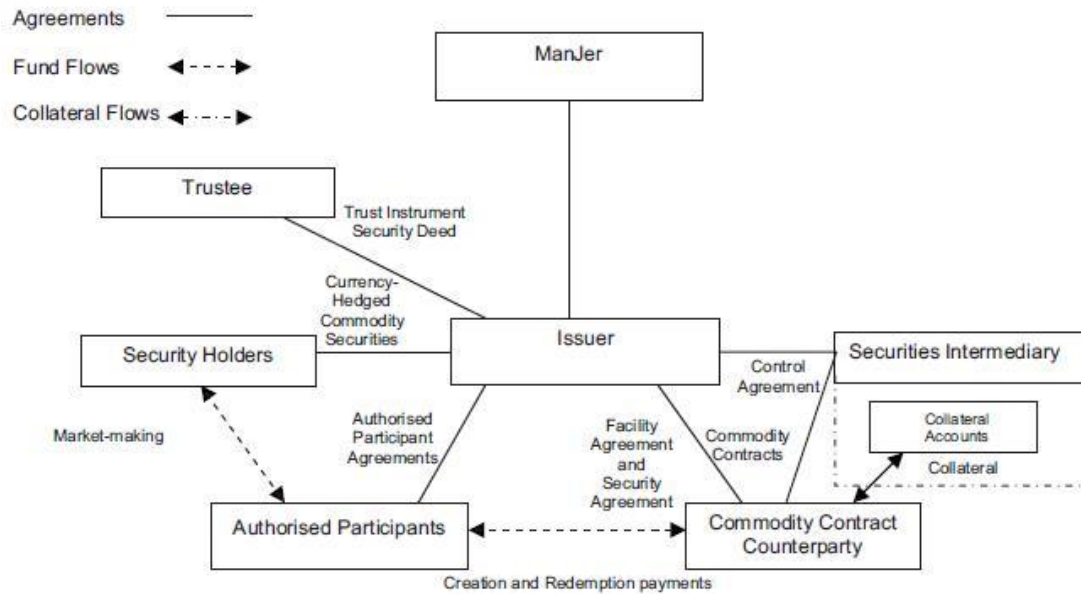 Agreements
Fund Flows
Collateral Flows
ManJer
Trustee
Trust Instrument
Security Deed
Currency-
Hedged
Commodity
Securities
Security Holders
Issuer
Securities Intermediary
Control
Agreement
Collateral
Accounts
Collateral
Market-making
Authorised
Participant
Agreements
Facility
Agreement
and
Security
Agreement
Commodity
Contracts
Authorised Participants
Commodity Contract
Counterparty
Creation and Redemption payments